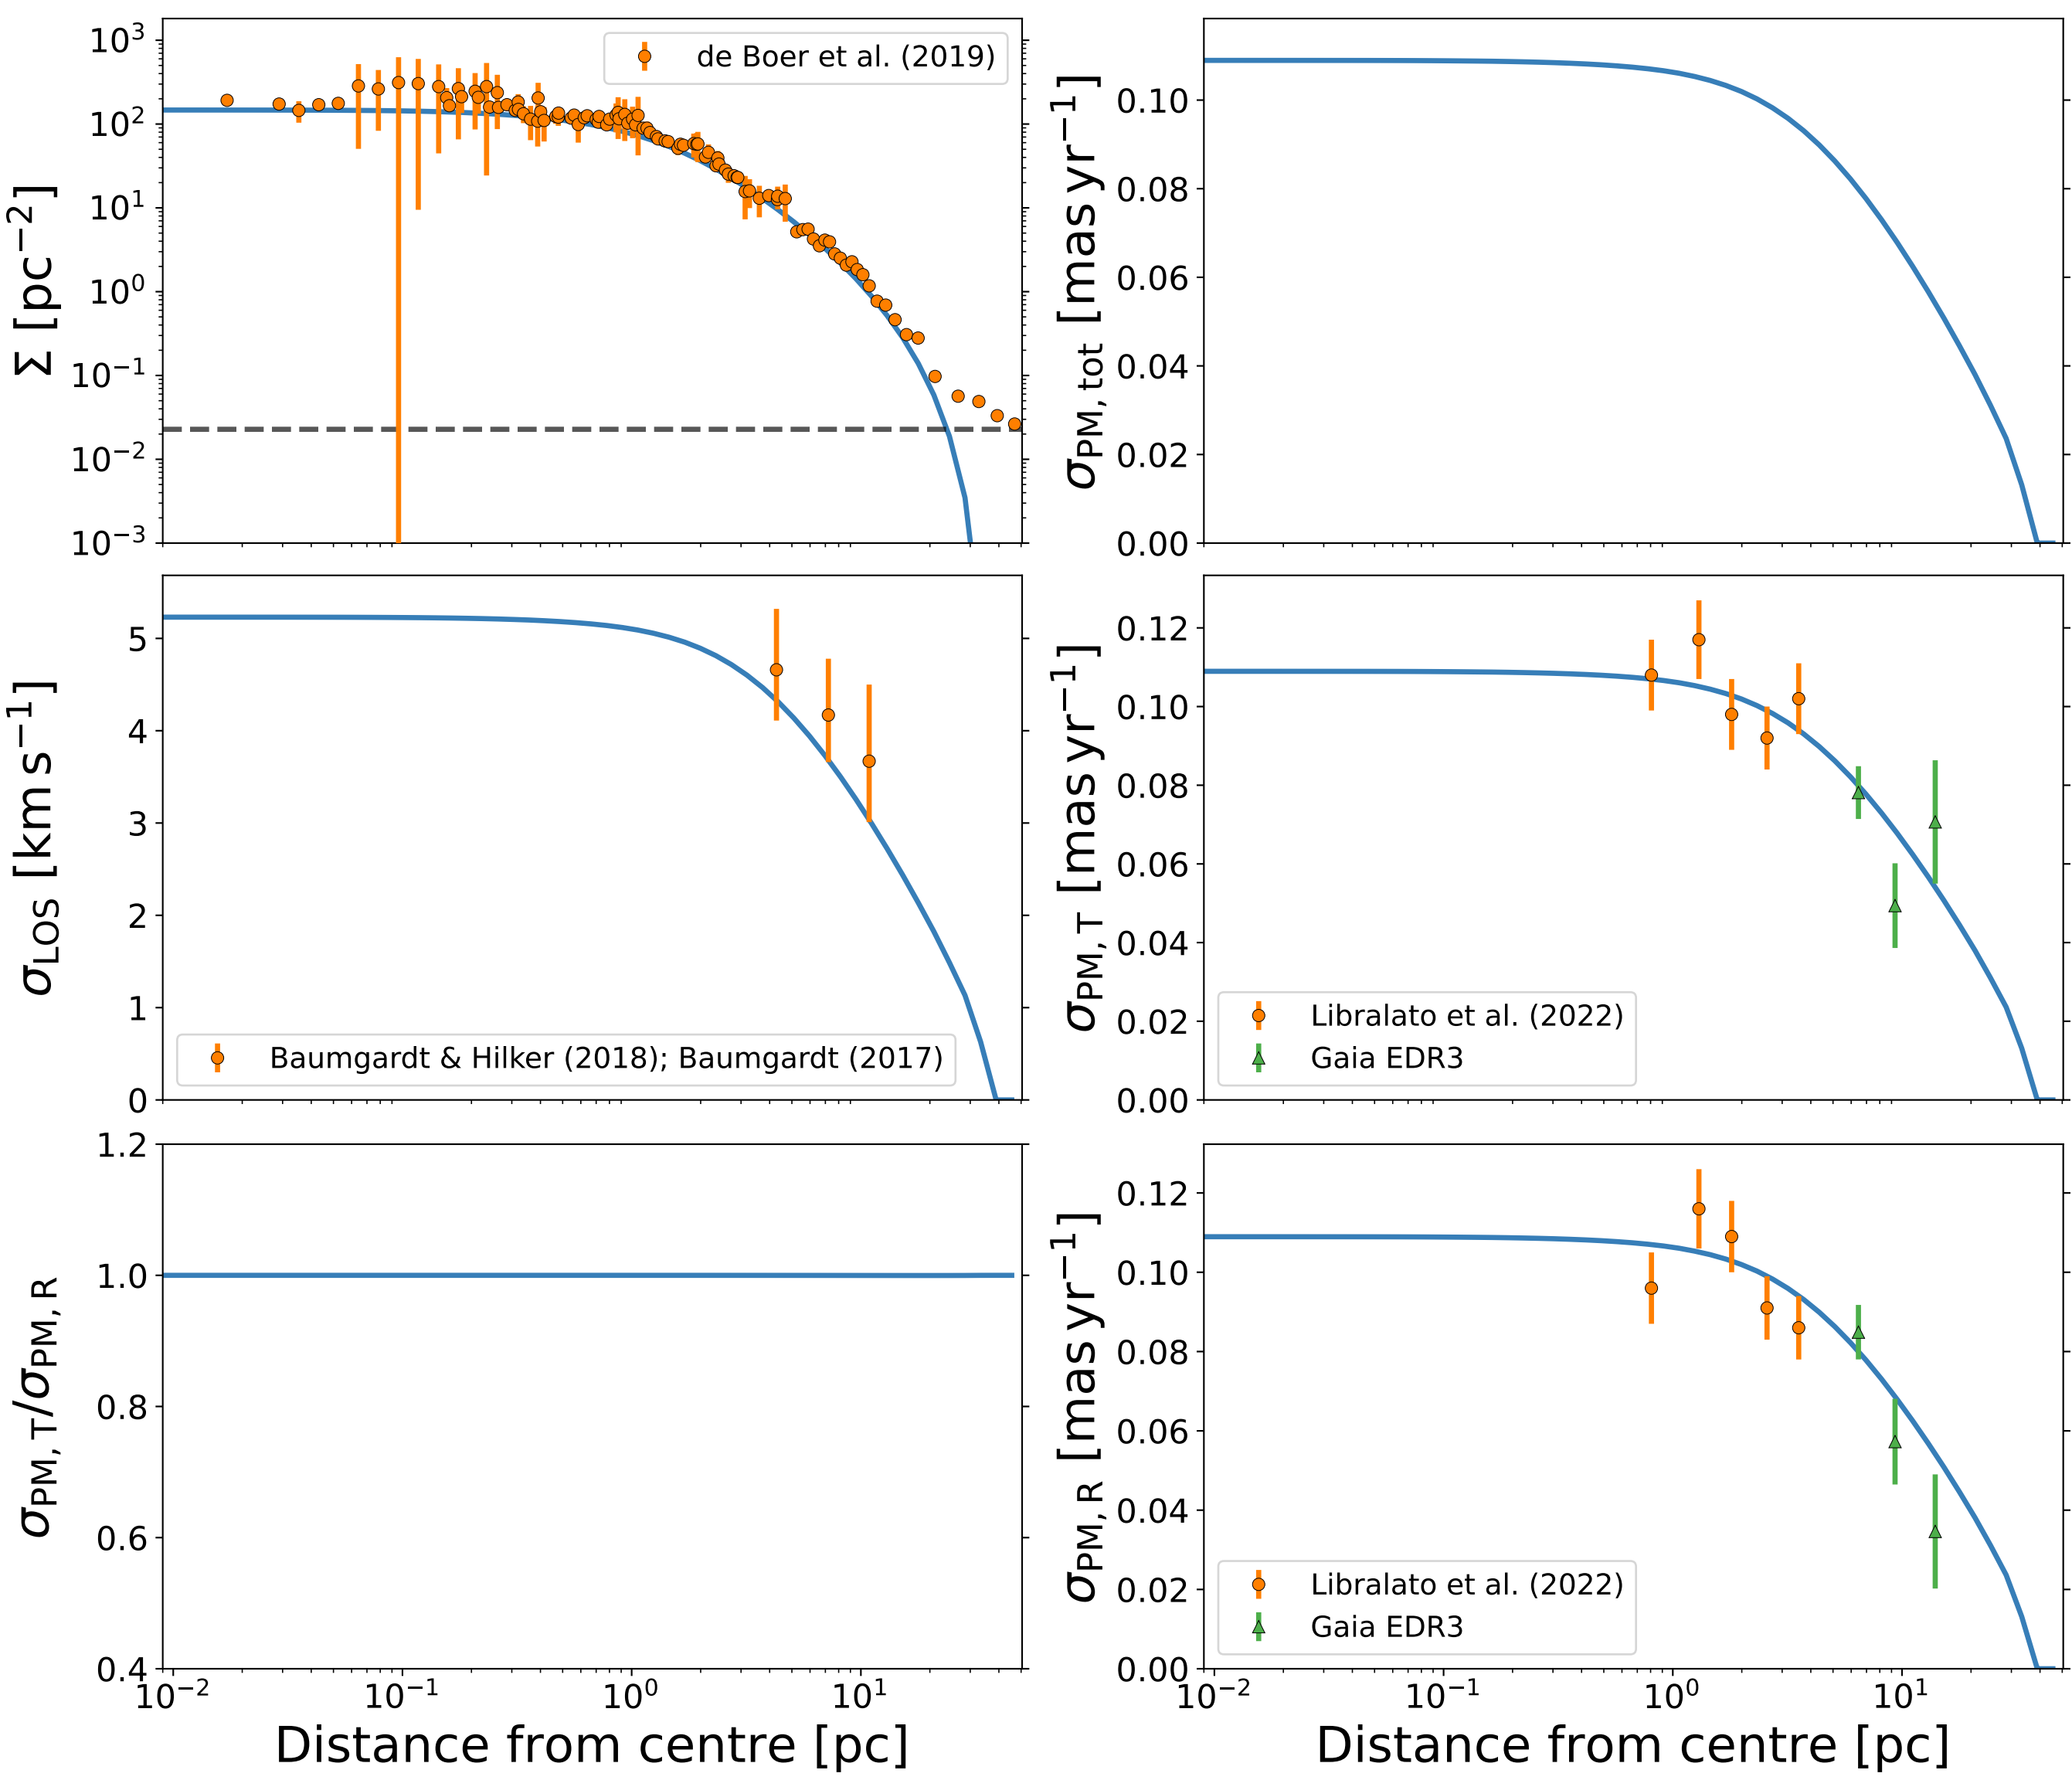 de Boer et al. (2019)
Σ [pc⁻²]
10³
10²
10¹
10⁰
10⁻¹
10⁻²
10⁻³
σPM, tot [mas yr⁻¹]
0.10
0.08
0.06
0.04
0.02
0.00
σLOS [km s⁻¹]
5
4
3
2
1
0
Baumgardt & Hilker (2018); Baumgardt (2017)
σPM, T [mas yr⁻¹]
0.12
0.10
0.08
0.06
0.04
0.02
0.00
Libralato et al. (2022)
Gaia EDR3
σPM, T/σPM, R
1.2
1.0
0.8
0.6
0.4
10⁻² 10⁻¹ 10⁰ 10¹
Distance from centre [pc]
σPM, R [mas yr⁻¹]
0.12
0.10
0.08
0.06
0.04
0.02
0.00
Libralato et al. (2022)
Gaia EDR3
10⁻² 10⁻¹ 10⁰ 10¹
Distance from centre [pc]